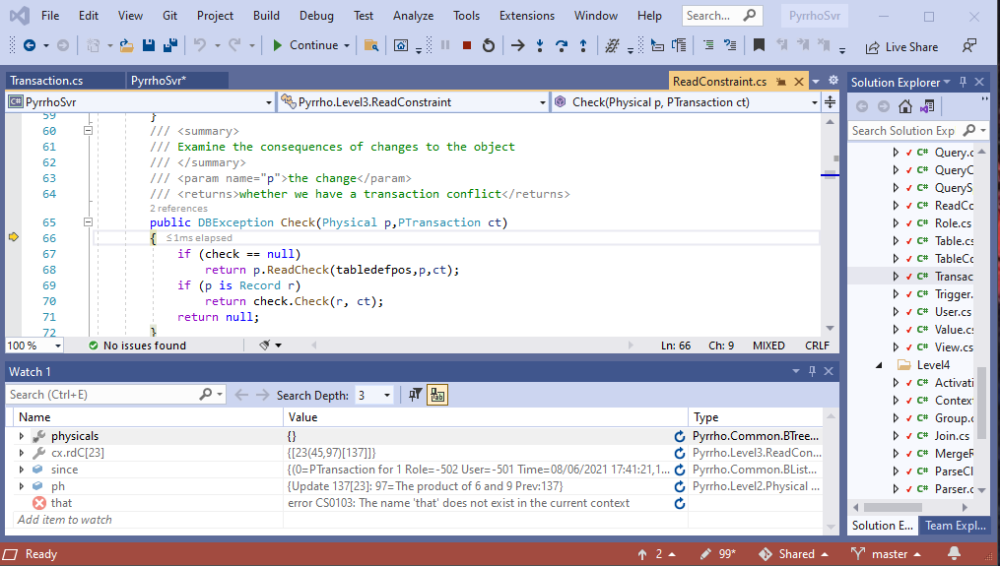 File Edit View Git Project Build Debug Test Analyze Tools Extensions Window Help Search... PyrrhoSvr
Continue Live Share
Transaction.cs PyrrhoSvr* ReadConstraint.cs
PyrrhoSvr Pyrrho.Level3.ReadConstraint Check(Physical p, PTransaction ct)
59 }
60 /// <summary>
61 /// Examine the consequences of changes to the object
62 /// </summary>
63 /// <param name="p">the change</param>
64 /// <returns>whether we have a transaction conflict</returns>
2 references
65 public DBException Check(Physical p,PTransaction ct)
66 { ≤1ms elapsed
67 if (check == null)
68 return p.ReadCheck(tabledefpos,p,ct);
69 if (p is Record r)
70 return check.Check(r, ct);
71 return null;
72 }
100 % No issues found Ln: 66 Ch: 9 MIXED CRLF
Watch 1
Search (Ctrl+E) Search Depth: 3
Name Value Type
physicals {} Pyrrho.Common.BTree...
cx.rdC[23] {[23(45,97)[137]]} Pyrrho.Level3.ReadCon...
since {(0=PTransaction for 1 Role=-502 User=-501 Time=08/06/2021 17:41:21,1... Pyrrho.Common.BList...
ph {Update 137[23]: 97=The product of 6 and 9 Prev:137} Pyrrho.Level2.Physical ...
that error CS0103: The name 'that' does not exist in the current context
Add item to watch
Solution Explorer
Search Solution Exp
C# Query.c
C# QueryC
C# QueryS
C# ReadCo
C# Role.cs
C# Table.cs
C# TableCo
C# Transac
C# Trigger.
C# User.cs
C# Value.cs
C# View.cs
Level4
C# Activati
C# Context
C# Group.c
C# Join.cs
C# MergeR
C# ParseCl
C# Parser.c
Solution E... Team Expl...
Ready 2 99* Shared master